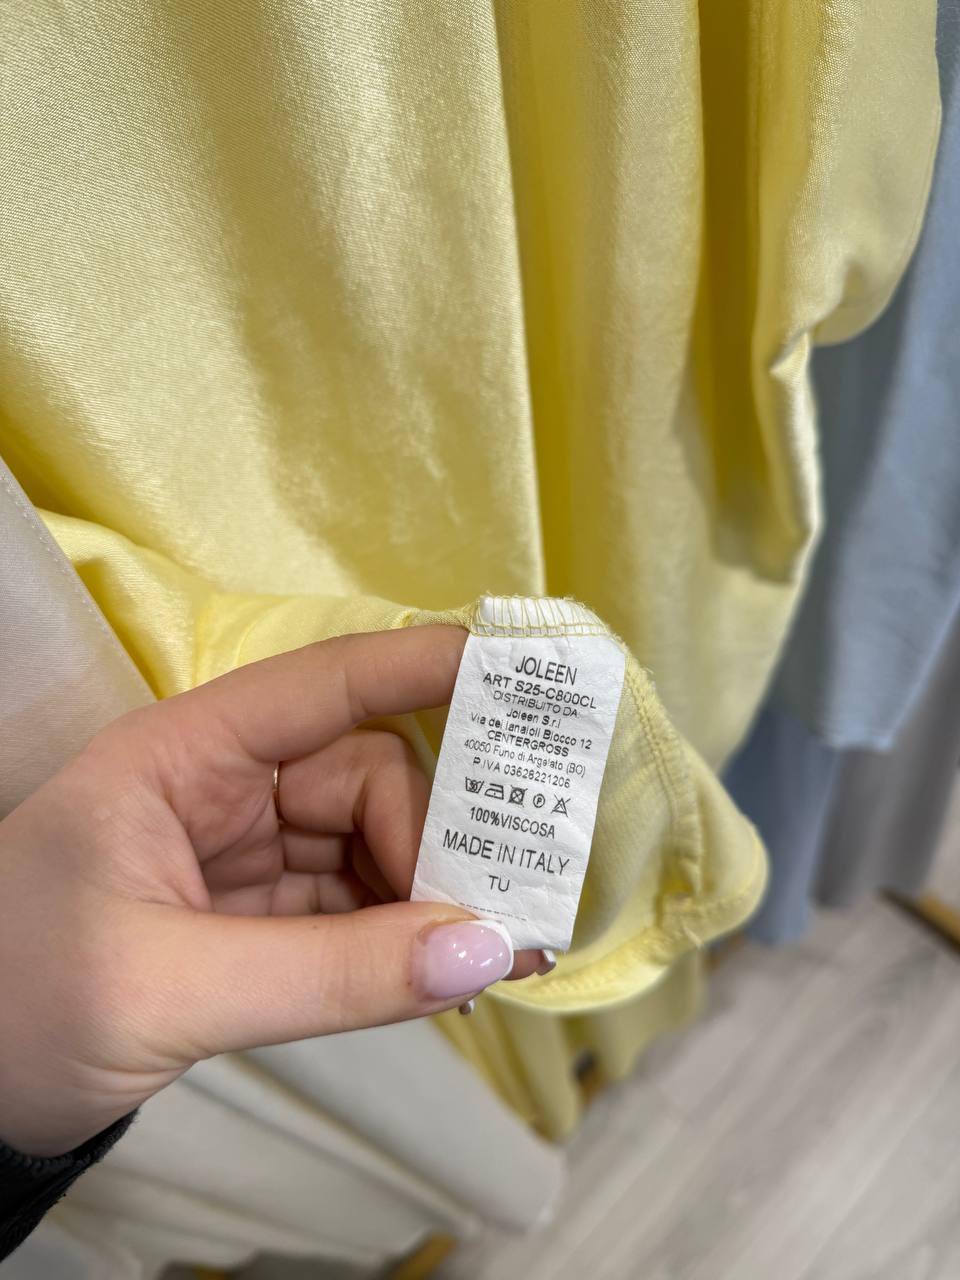 JOLEEN
ART S25-C800CL
DISTRIBUITO DA
Joleen S.r.l
Via dei lanaioli Blocco 12
CENTERGROSS
40050 Funo di Argelato (BO)
P.IVA 03628221206
100%VISCOSA
MADE IN ITALY
TU